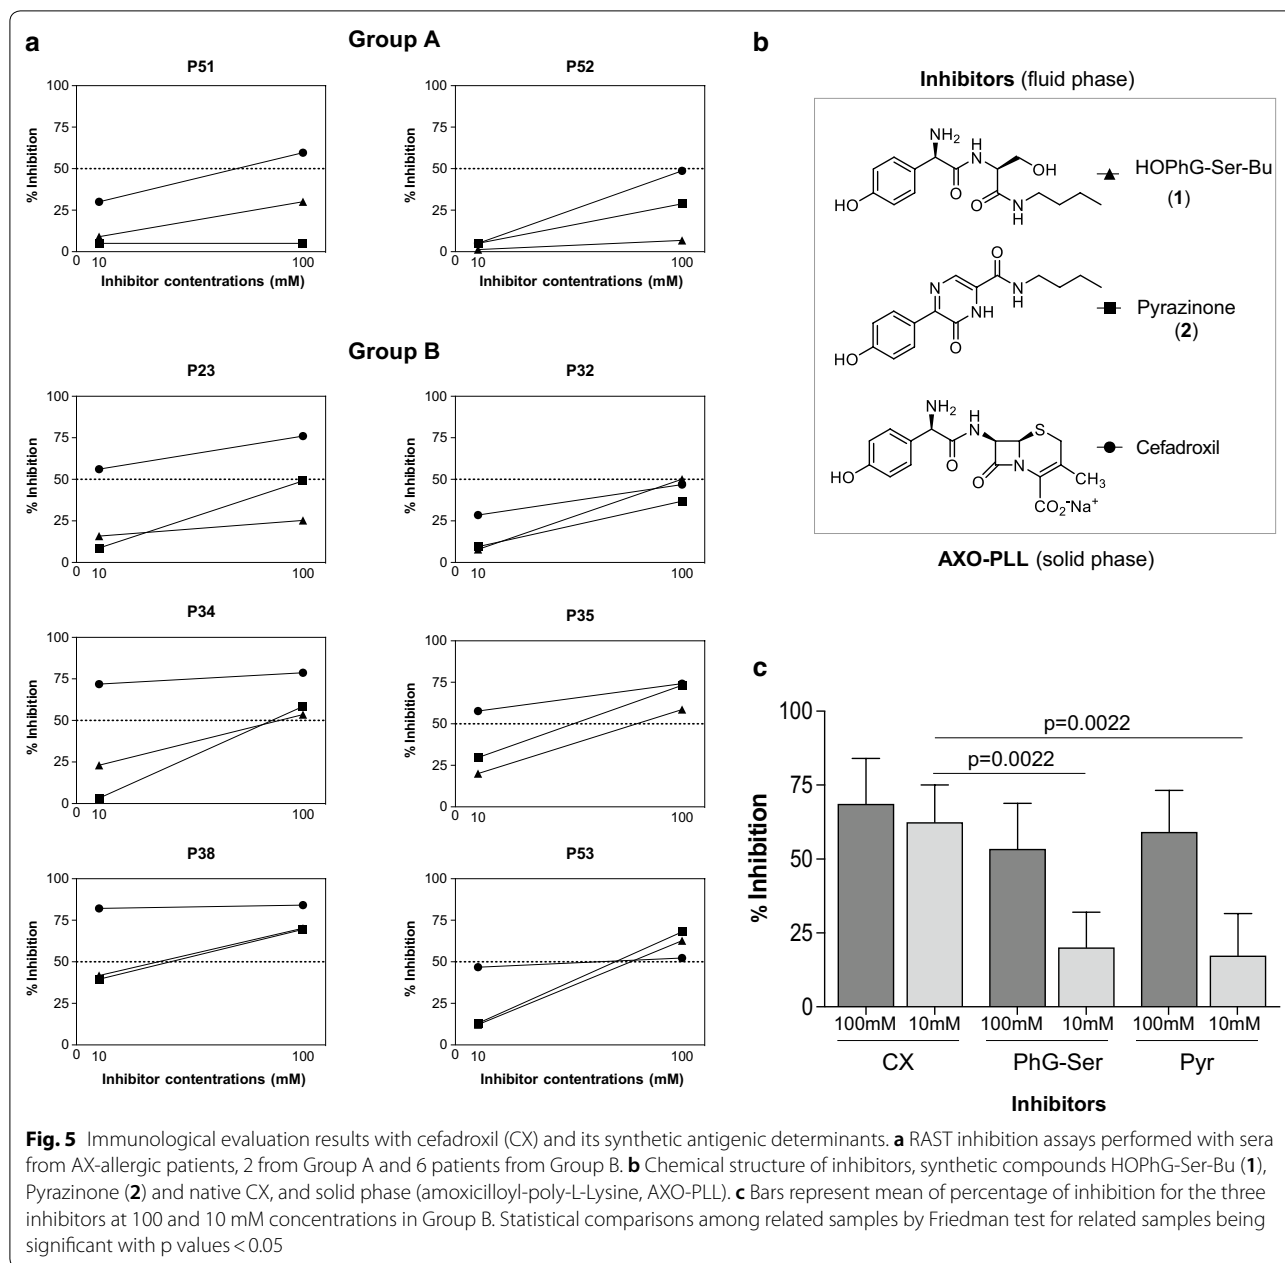 a
Group A
P51
% Inhibition
100
75
50
25
0
0
10
100
Inhibitor contentrations (mM)
P52
% Inhibition
100
75
50
25
0
0
10
100
Inhibitor contentrations (mM)
Group B
P23
% Inhibition
100
75
50
25
0
0
10
100
P32
% Inhibition
100
75
50
25
0
0
10
100
P34
% Inhibition
100
75
50
25
0
0
10
100
P35
% Inhibition
100
75
50
25
0
0
10
100
P38
% Inhibition
100
75
50
25
0
0
10
100
Inhibitor contentrations (mM)
P53
% Inhibition
100
75
50
25
0
0
10
100
Inhibitor contentrations (mM)
b
Inhibitors (fluid phase)
NH2
H
N
OH
O
O
N
H
HO
HOPhG-Ser-Bu
(1)
O
N
N
H
NH
O
HO
Pyrazinone
(2)
NH2
H
N
S
O
N
O
CH3
HO
CO2-Na+
Cefadroxil
AXO-PLL (solid phase)
c
% Inhibition
100
75
50
25
0
p=0.0022
p=0.0022
100mM 10mM 100mM 10mM 100mM 10mM
CX PhG-Ser Pyr
Inhibitors
Fig. 5 Immunological evaluation results with cefadroxil (CX) and its synthetic antigenic determinants. a RAST inhibition assays performed with sera
from AX-allergic patients, 2 from Group A and 6 patients from Group B. b Chemical structure of inhibitors, synthetic compounds HOPhG-Ser-Bu (1),
Pyrazinone (2) and native CX, and solid phase (amoxicilloyl-poly-L-Lysine, AXO-PLL). c Bars represent mean of percentage of inhibition for the three
inhibitors at 100 and 10 mM concentrations in Group B. Statistical comparisons among related samples by Friedman test for related samples being
significant with p values < 0.05